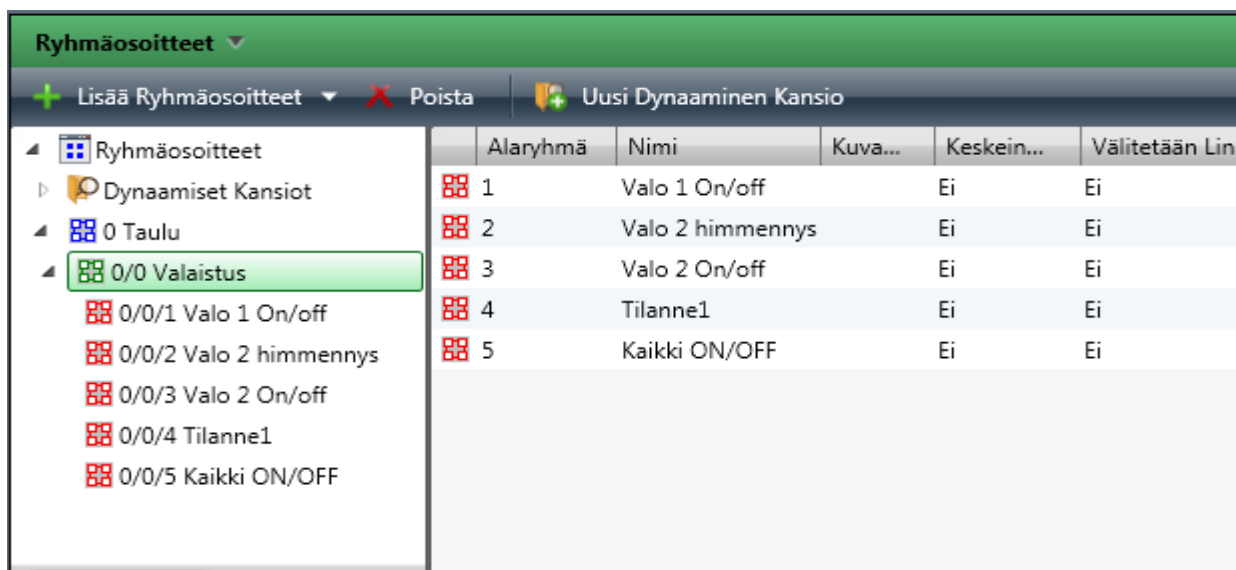 Ryhmäosoitteet
Lisää Ryhmäosoitteet Poista Uusi Dynaaminen Kansio
Ryhmäosoitteet
Dynaamiset Kansiot
0 Taulu
0/0 Valaistus
0/0/1 Valo 1 On/off
0/0/2 Valo 2 himmennys
0/0/3 Valo 2 On/off
0/0/4 Tilanne1
0/0/5 Kaikki ON/OFF
Alaryhmä Nimi Kuva... Keskein... Välitetään Lin
1 Valo 1 On/off Ei Ei
2 Valo 2 himmennys Ei Ei
3 Valo 2 On/off Ei Ei
4 Tilanne1 Ei Ei
5 Kaikki ON/OFF Ei Ei